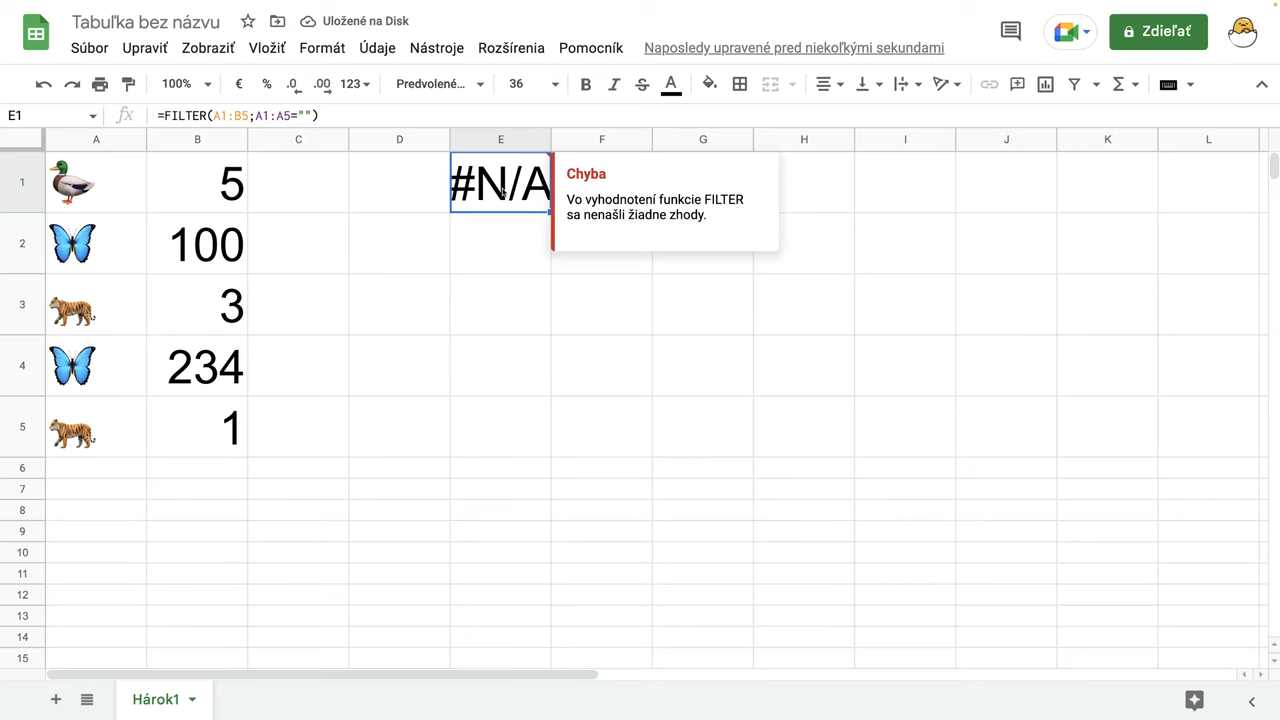 Tabuľka bez názvu
Uložené na Disk
Súbor Upraviť Zobraziť Vložiť Formát Údaje Nástroje Rozšírenia Pomocník Naposledy upravené pred niekoľkými sekundami
Zdieľať
100% € % .0 .00 123 Predvolené... 36 B I S A
E1 fx =FILTER(A1:B5;A1:A5="")
A B C D E F G H I J K L
1 5 #N/A
Chyba
Vo vyhodnotení funkcie FILTER
sa nenašli žiadne zhody.
2 100
3 3
4 234
5 1
6
7
8
9
10
11
12
13
14
15
Hárok1